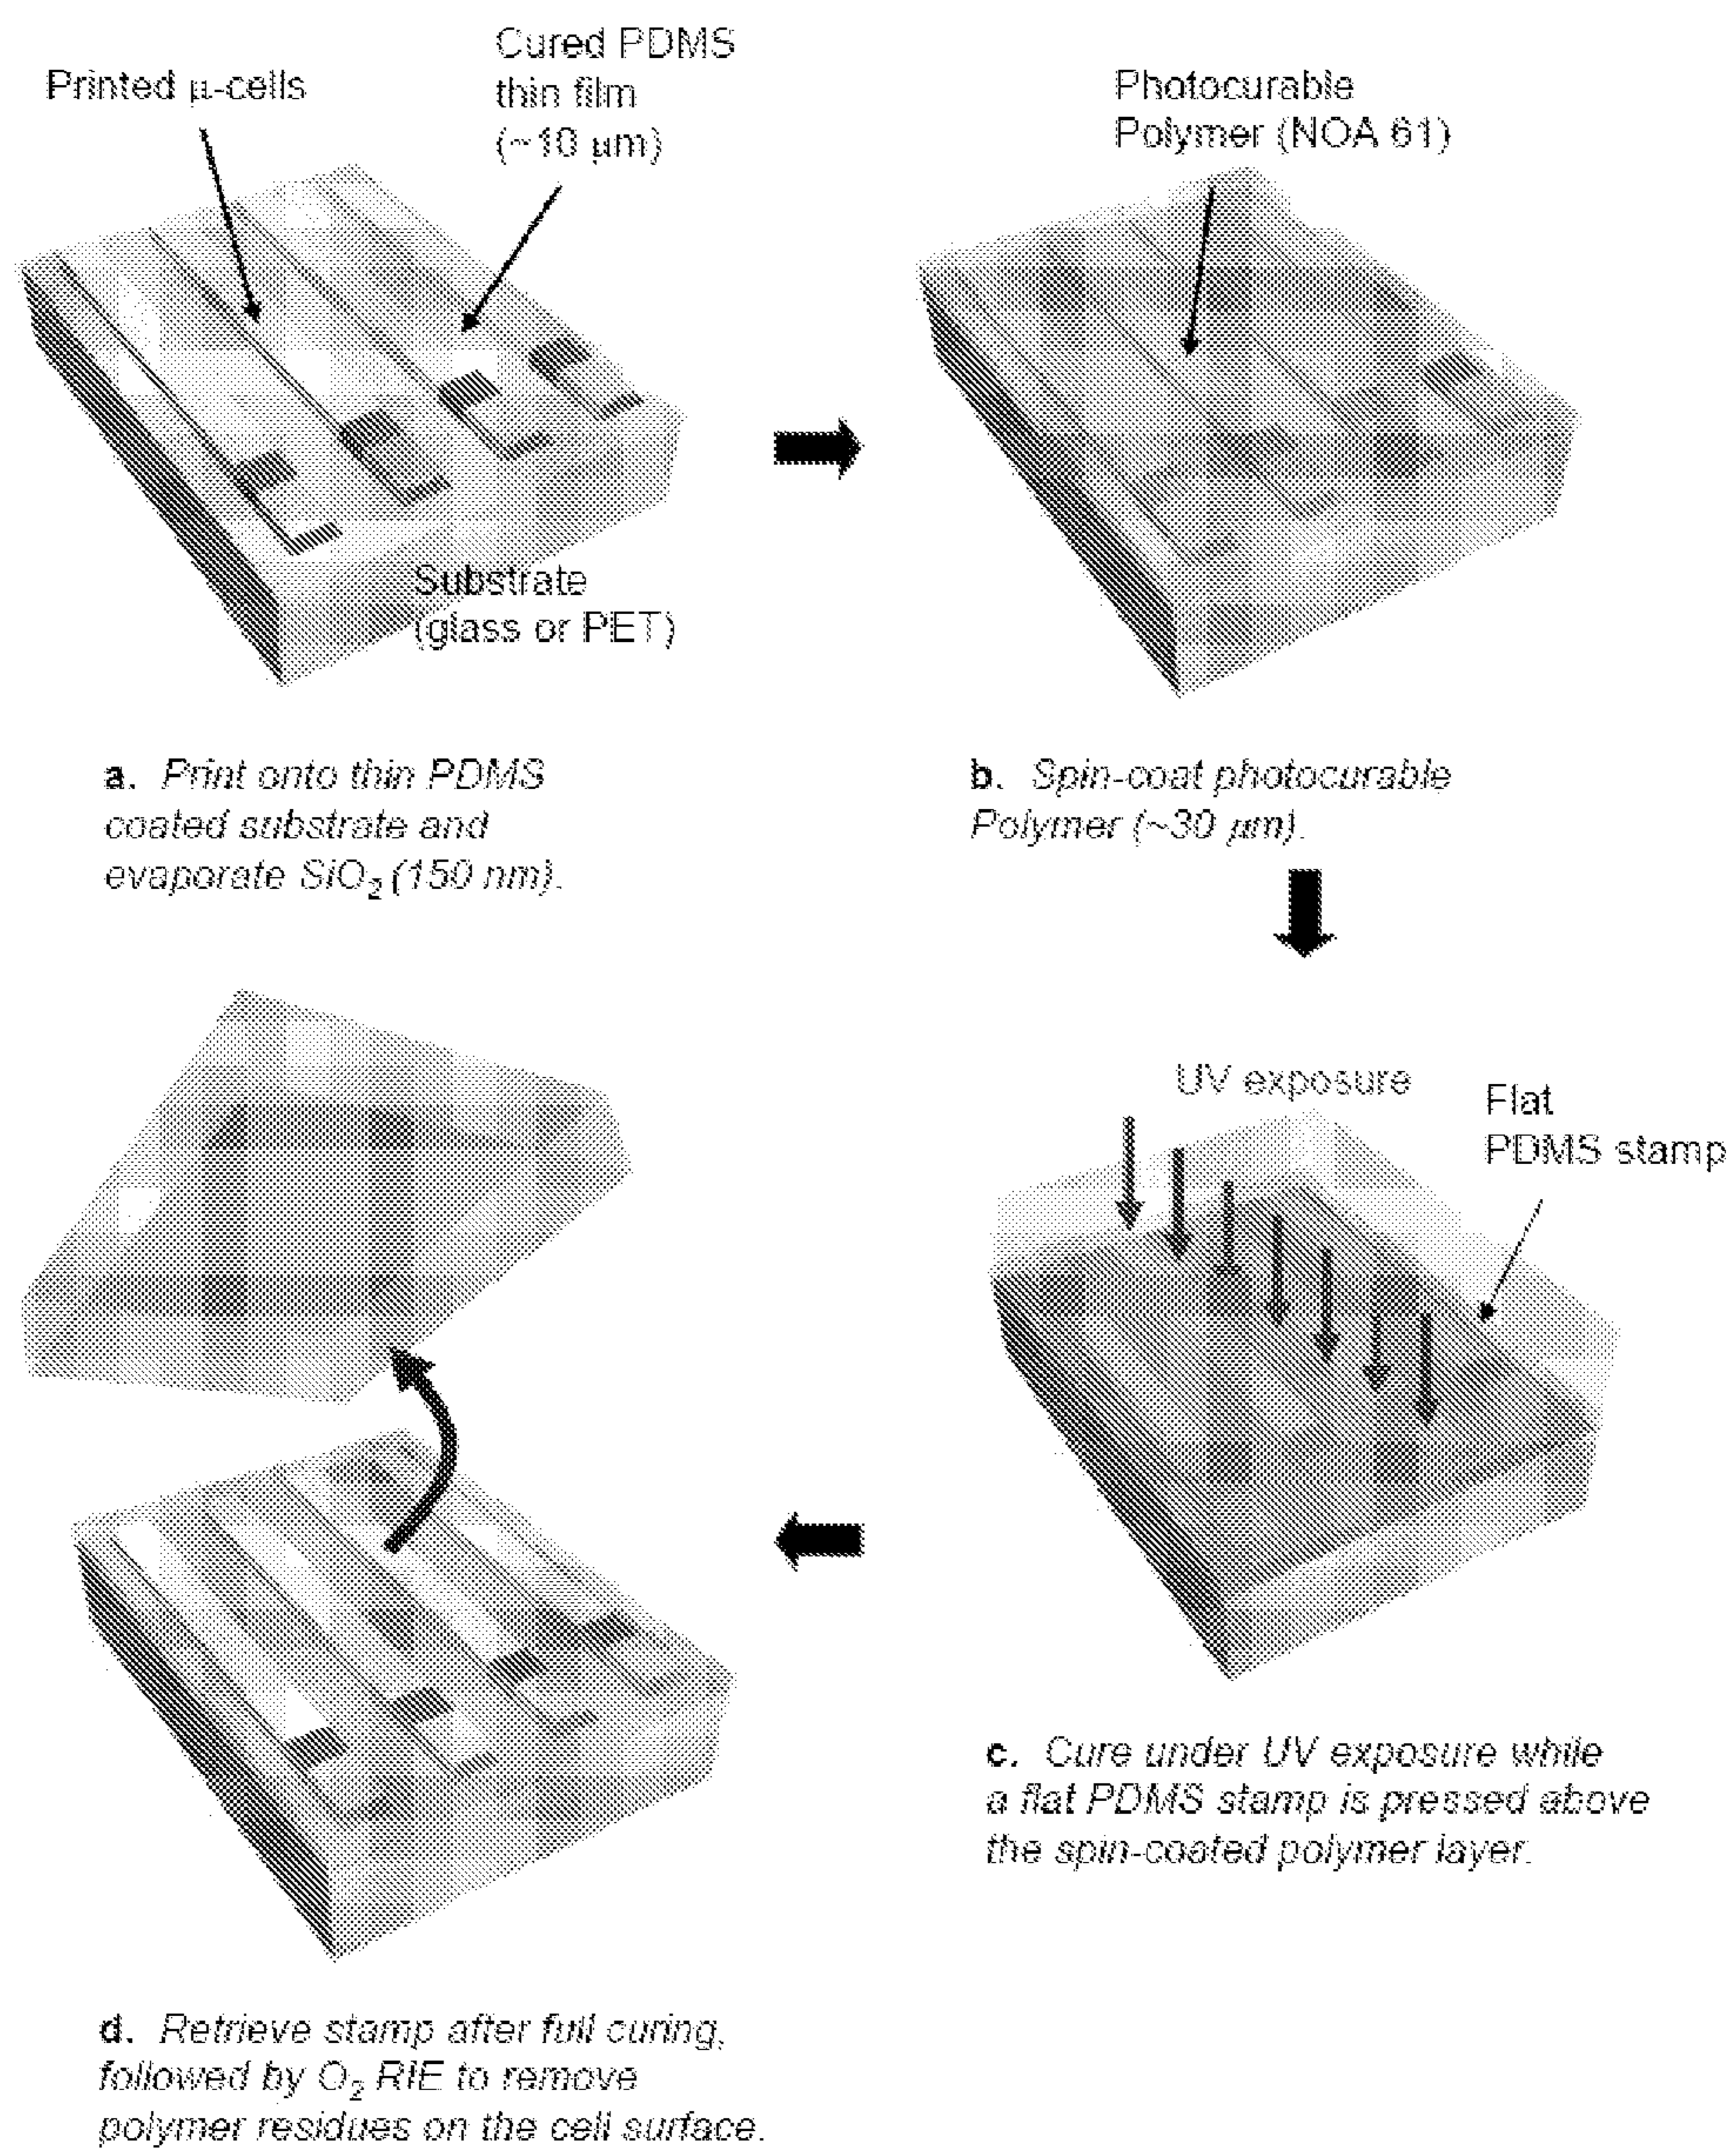 Printed μ-cells
Cured PDMS
thin film
(~10 μm)
Substrate
(glass or PET)
a. Print onto thin PDMS
coated substrate and
evaporate SiO₂ (150 nm).
Photocurable
Polymer (NOA 61)
b. Spin-coat photocurable
Polymer (~30 μm).
UV exposure
Flat
PDMS stamp
c. Cure under UV exposure while
a flat PDMS stamp is pressed above
the spin-coated polymer layer.
d. Retrieve stamp after full curing,
followed by O₂ RIE to remove
polymer residues on the cell surface.